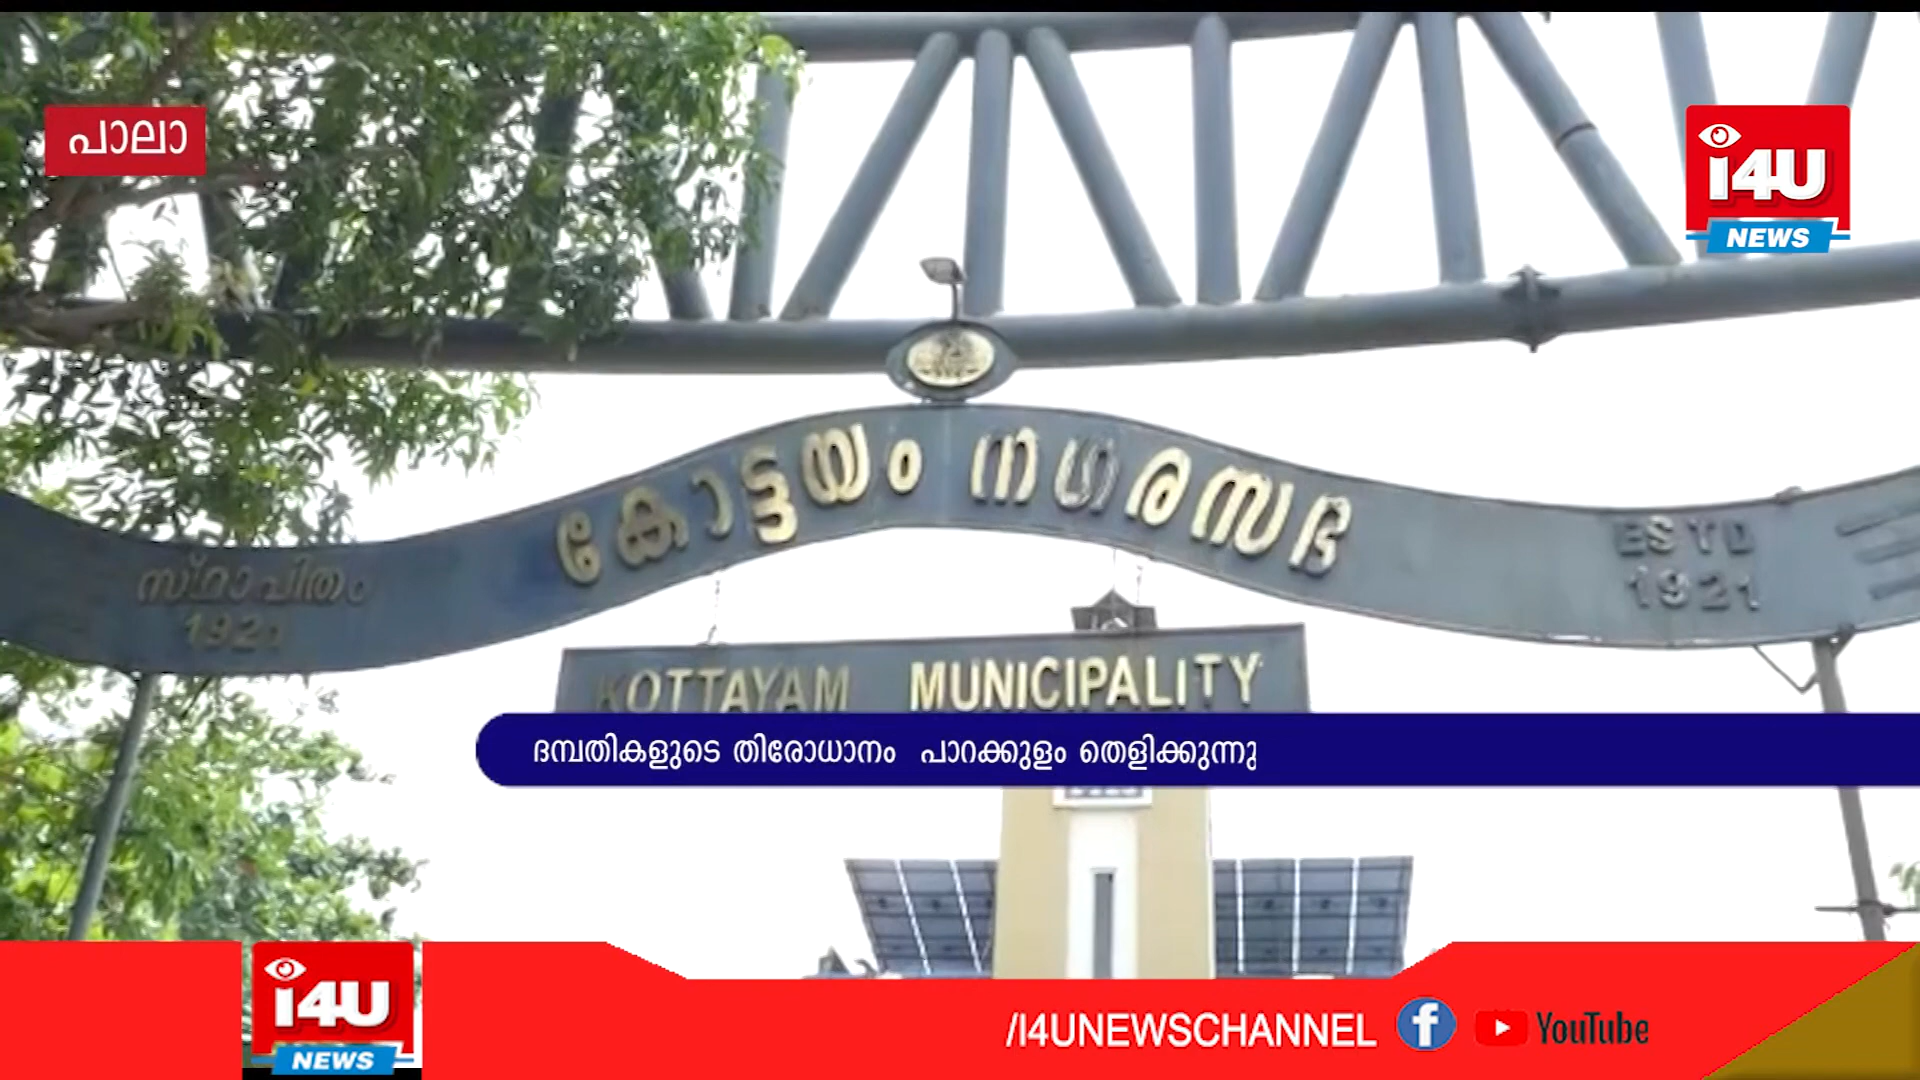 പാലാ
i4U
NEWS
കോട്ടയം നഗരസഭ
സ്ഥാപിതം
1921
ESTD
1921
KOTTAYAM MUNICIPALITY
ദമ്പതികളുടെ തിരോധാനം പാറക്കുളം തെളിക്കുന്നു
i4U
NEWS
/I4UNEWSCHANNEL
YouTube